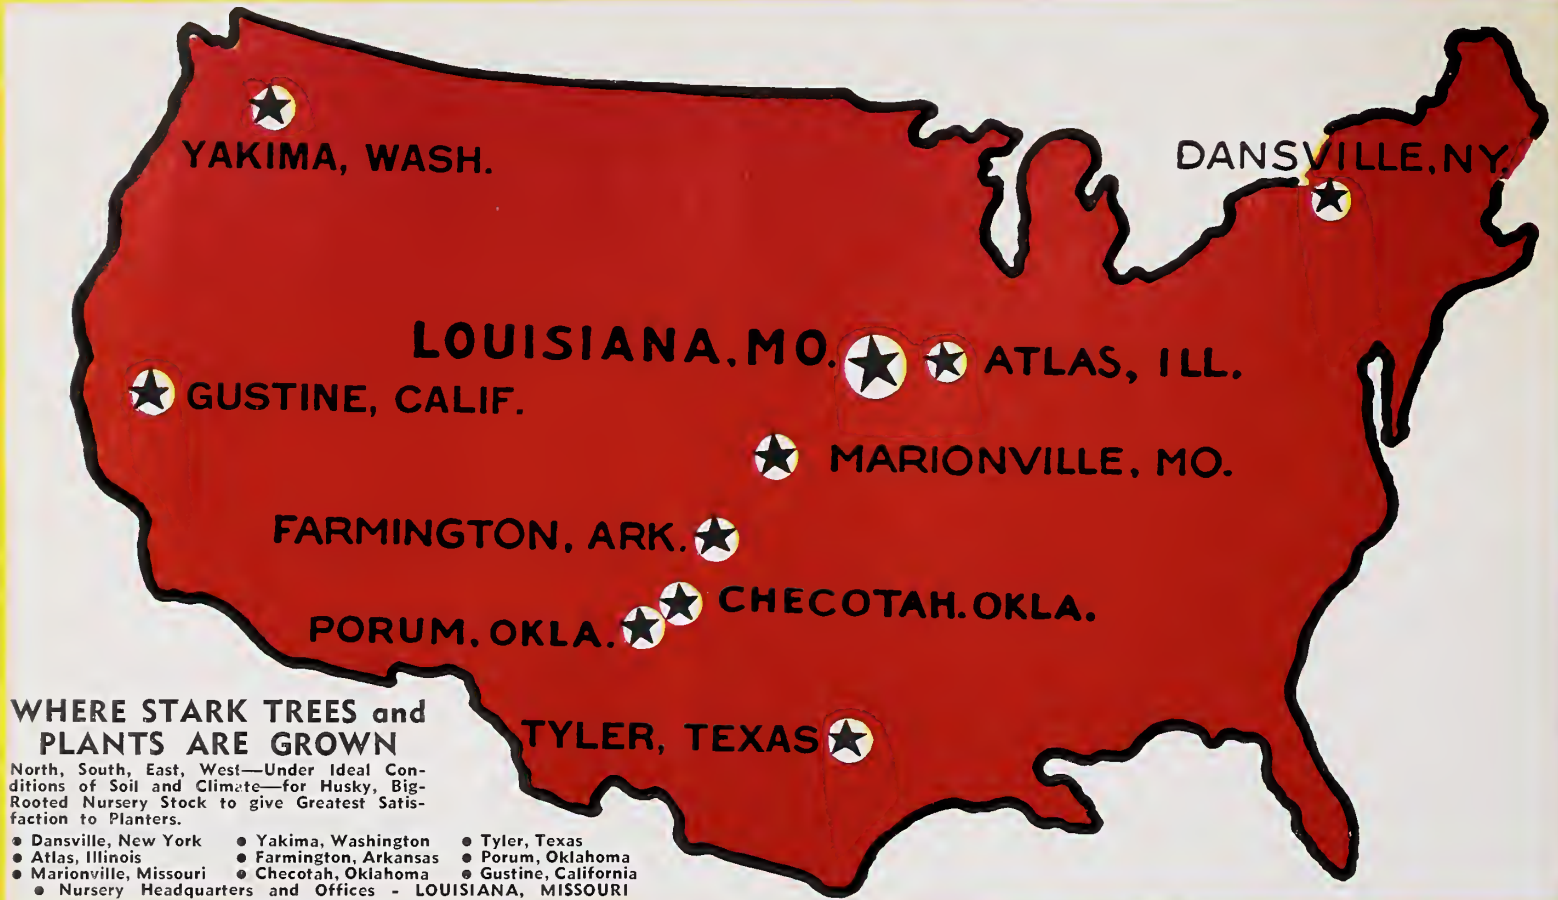 DANSVILLE, NY.
YAKIMA, WASH.
LOUISIANA, MO.
ATLAS, ILL.
GUSTINE, CALIF.
MARIONVILLE, MO.
FARMINGTON, ARK.
CHECOTAH. OKLA.
PORUM, OKLA.
TYLER, TEXAS
WHERE STARK TREES and
PLANTS ARE GROWN
North, South, East, West—Under Ideal Con-
ditions of Soil and Climate—for Husky, Big-
Rooted Nursery Stock to give Greatest Satis-
faction to Planters.
• Dansville, New York • Yakima, Washington • Tyler, Texas
• Atlas, Illinois • Farmington, Arkansas • Porum, Oklahoma
• Marionville, Missouri • Checotah, Oklahoma • Gustine, California
• Nursery Headquarters and Offices - LOUISIANA, MISSOURI